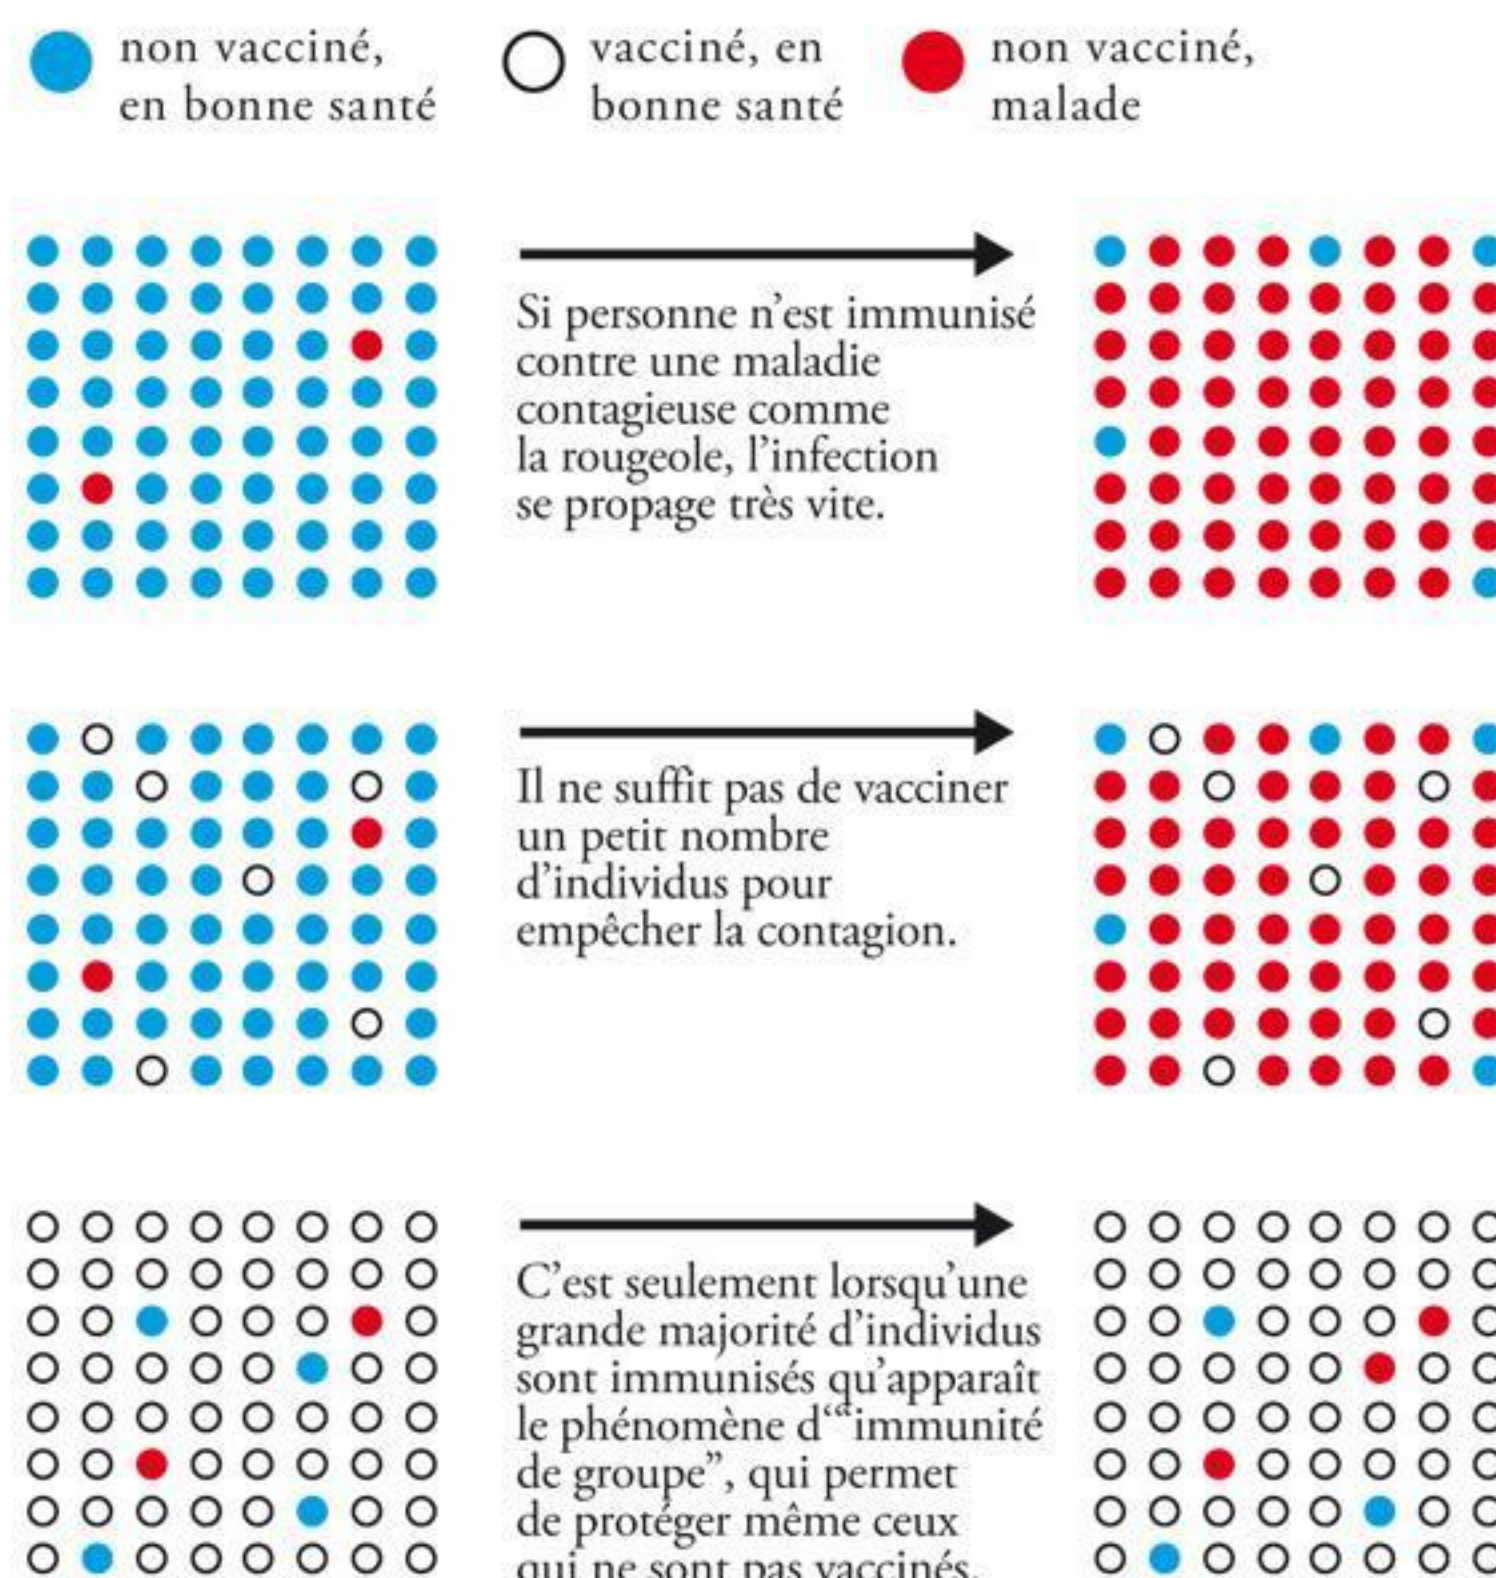 non vacciné,
en bonne santé
vacciné, en
bonne santé
non vacciné,
malade
Si personne n’est immunisé
contre une maladie
contagieuse comme
la rougeole, l’infection
se propage très vite.
Il ne suffit pas de vacciner
un petit nombre
d’individus pour
empêcher la contagion.
C’est seulement lorsqu’une
grande majorité d’individus
sont immunisés qu’apparaît
le phénomène d‘“immunité
de groupe”, qui permet
de protéger même ceux
qui ne sont pas vaccinés.